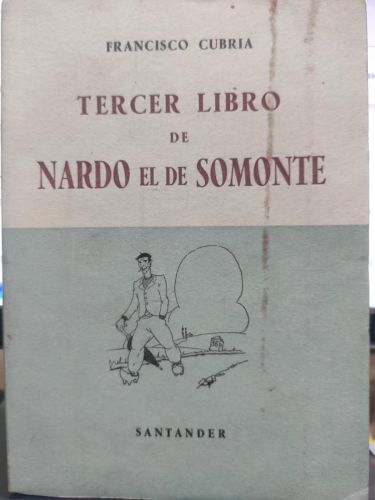 FRANCISCO CUBRIA
TERCER LIBRO
DE
NARDO EL DE SOMONTE
SANTANDER